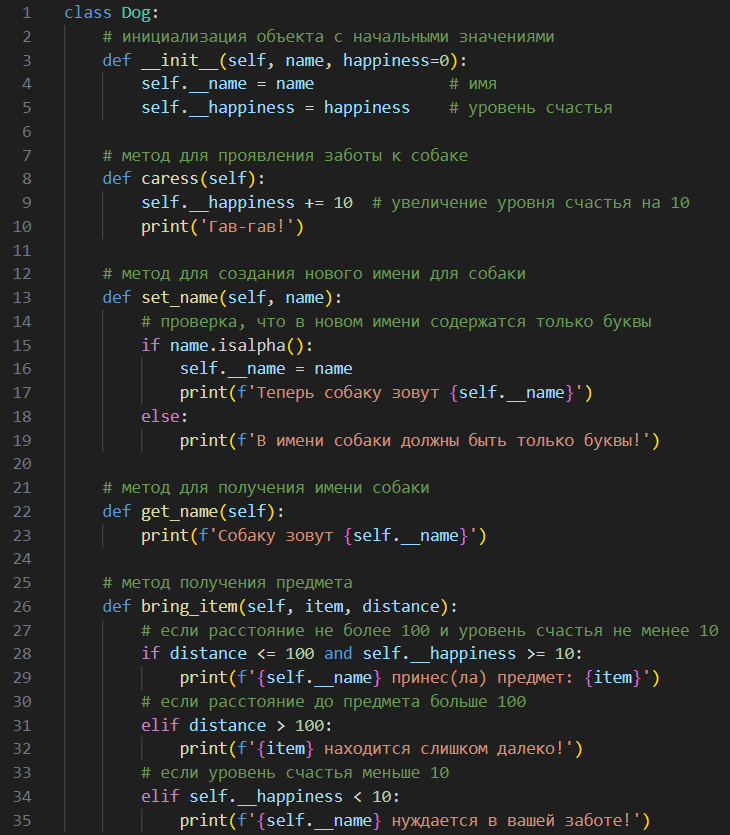 1 class Dog:
2     # инициализация объекта с начальными значениями
3     def __init__(self, name, happiness=0):
4         self.__name = name              # имя
5         self.__happiness = happiness    # уровень счастья
6
7     # метод для проявления заботы к собаке
8     def caress(self):
9         self.__happiness += 10  # увеличение уровня счастья на 10
10         print('Гав-гав!')
11
12     # метод для создания нового имени для собаки
13     def set_name(self, name):
14         # проверка, что в новом имени содержатся только буквы
15         if name.isalpha():
16             self.__name = name
17             print(f'Теперь собаку зовут {self.__name}')
18         else:
19             print(f'В имени собаки должны быть только буквы!')
20
21     # метод для получения имени собаки
22     def get_name(self):
23         print(f'Собаку зовут {self.__name}')
24
25     # метод получения предмета
26     def bring_item(self, item, distance):
27         # если расстояние не более 100 и уровень счастья не менее 10
28         if distance <= 100 and self.__happiness >= 10:
29             print(f'{self.__name} принес(ла) предмет: {item}')
30         # если расстояние до предмета больше 100
31         elif distance > 100:
32             print(f'{item} находится слишком далеко!')
33         # если уровень счастья меньше 10
34         elif self.__happiness < 10:
35             print(f'{self.__name} нуждается в вашей заботе!')